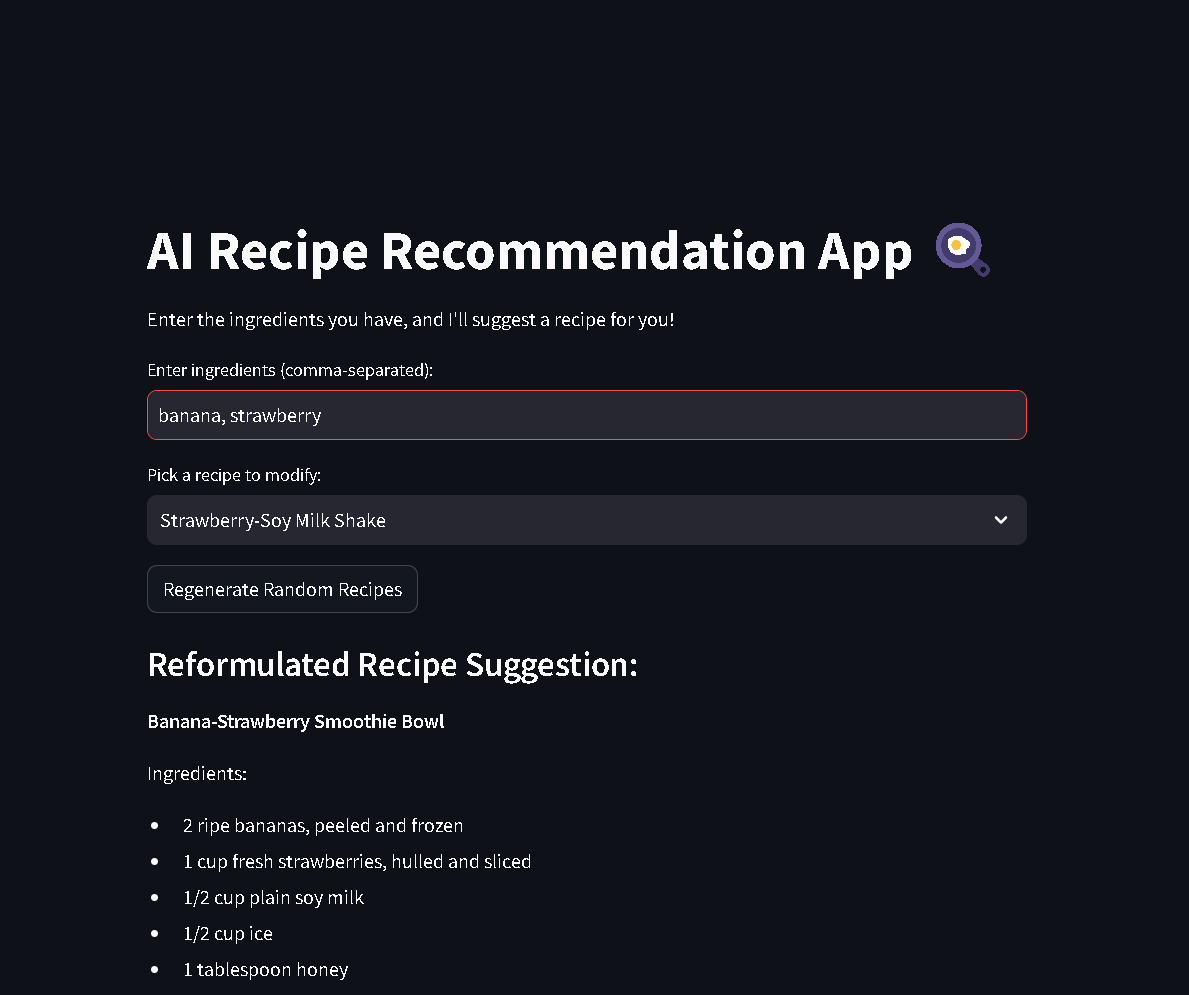 AI Recipe Recommendation App
Enter the ingredients you have, and I'll suggest a recipe for you!
Enter ingredients (comma-separated):
banana, strawberry
Pick a recipe to modify:
Strawberry-Soy Milk Shake
Regenerate Random Recipes
Reformulated Recipe Suggestion:
Banana-Strawberry Smoothie Bowl
Ingredients:
2 ripe bananas, peeled and frozen
1 cup fresh strawberries, hulled and sliced
1/2 cup plain soy milk
1/2 cup ice
1 tablespoon honey